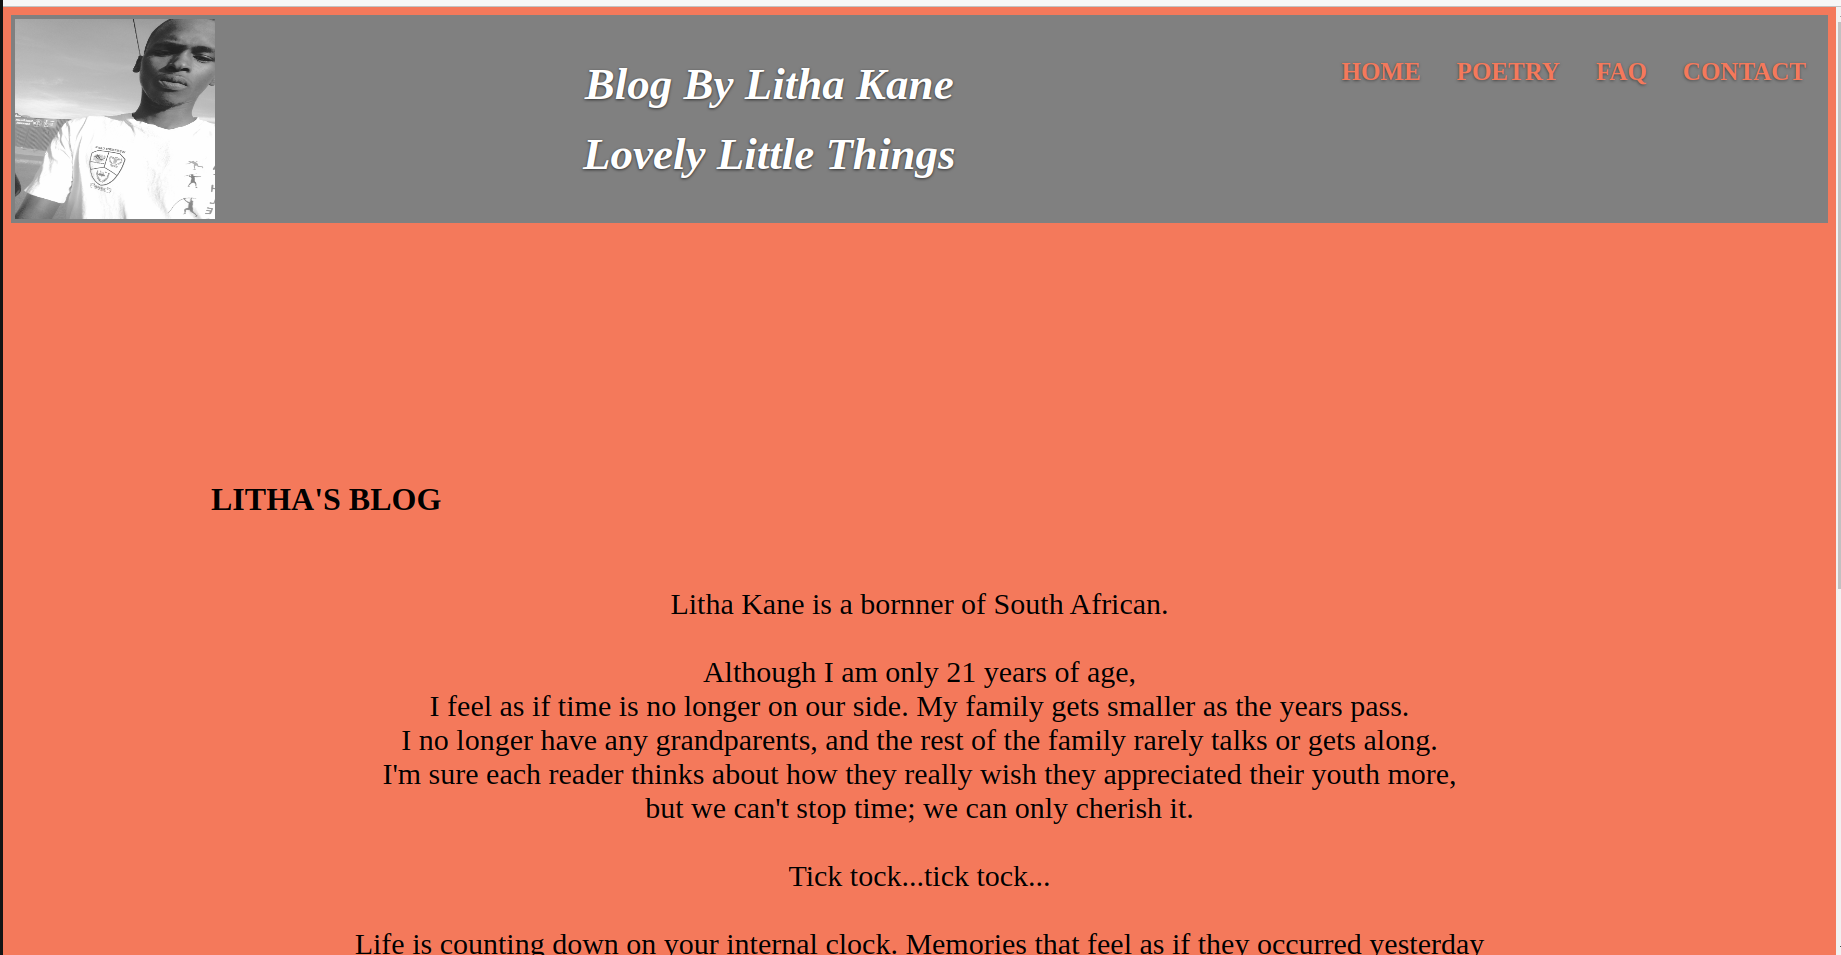 Blog By Litha Kane
Lovely Little Things
HOME POETRY FAQ CONTACT
LITHA'S BLOG
Litha Kane is a bornner of South African.
Although I am only 21 years of age,
I feel as if time is no longer on our side. My family gets smaller as the years pass.
I no longer have any grandparents, and the rest of the family rarely talks or gets along.
I'm sure each reader thinks about how they really wish they appreciated their youth more,
but we can't stop time; we can only cherish it.
Tick tock...tick tock...
Life is counting down on your internal clock. Memories that feel as if they occurred yesterday